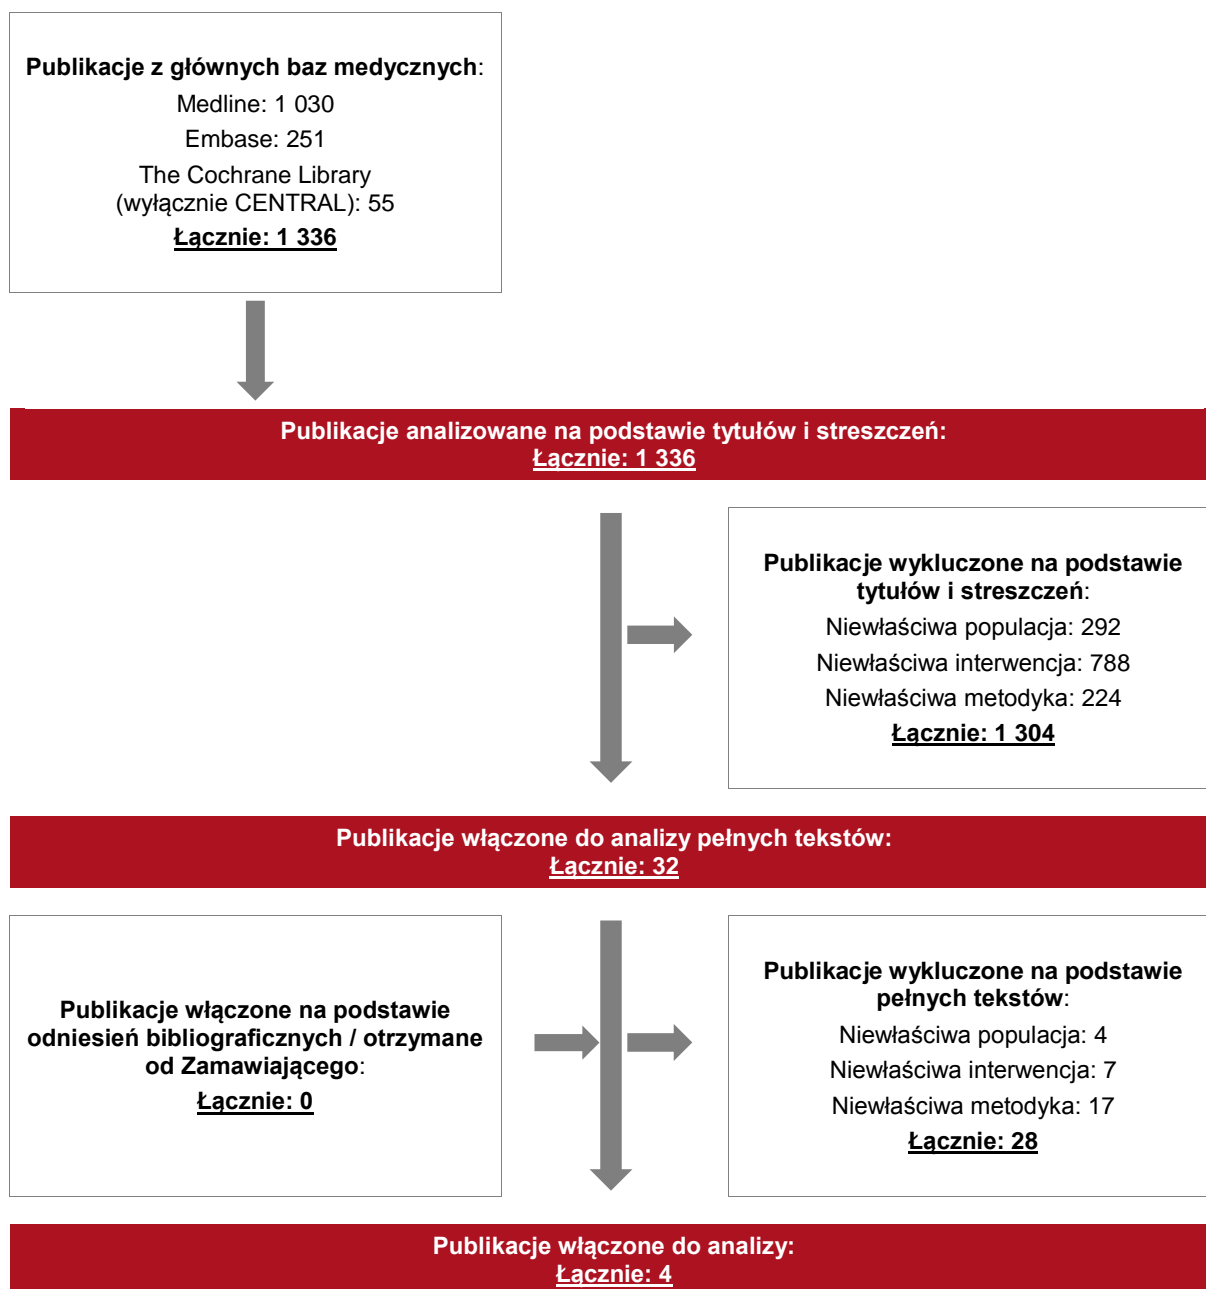 Publikacje z głównych baz medycznych:
Medline: 1 030
Embase: 251
The Cochrane Library
(wyłącznie CENTRAL): 55
Łącznie: 1 336
Publikacje analizowane na podstawie tytułów i streszczeń:
Łącznie: 1 336
Publikacje wykluczone na podstawie
tytułów i streszczeń:
Niewłaściwa populacja: 292
Niewłaściwa interwencja: 788
Niewłaściwa metodyka: 224
Łącznie: 1 304
Publikacje włączone do analizy pełnych tekstów:
Łącznie: 32
Publikacje włączone na podstawie
odniesień bibliograficznych / otrzymane
od Zamawiającego:
Łącznie: 0
Publikacje wykluczone na podstawie
pełnych tekstów:
Niewłaściwa populacja: 4
Niewłaściwa interwencja: 7
Niewłaściwa metodyka: 17
Łącznie: 28
Publikacje włączone do analizy:
Łącznie: 4